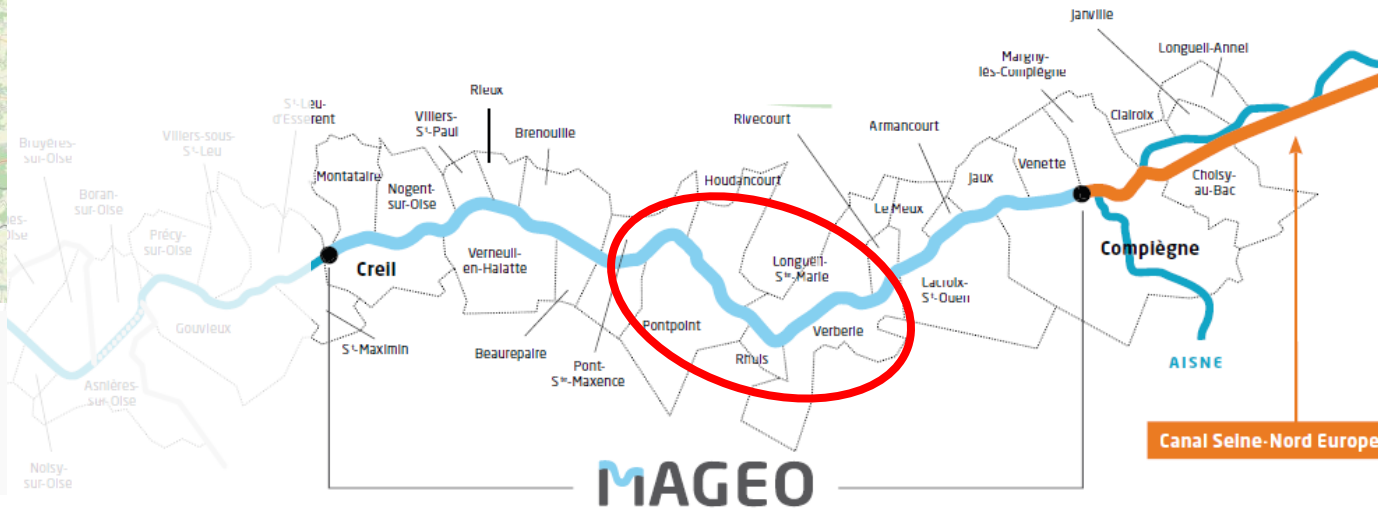 Janville
Longueil-Annel
Margny-
les-Compiègne
Clairoix
Rieux
St-Leu-
d'Esserent
Villers-
St-Paul
Brenouille
Rivecourt
Armancourt
Villers-sous-
St-Leu
Bruyères-
sur-Oise
Montataire
Nogent-
sur-Oise
Houdancourt
Venette
Jaux
Choisy-
au-Bac
Boran-
sur-Oise
Le Meux
Précy-
sur-Oise
Creil
Verneuil-
en-Halatte
Longueil-
Ste-Marie
Compiègne
Lacroix-
St-Ouen
Gouvieux
Pontpoint
Verberie
St-Maximin
Beaurepaire
Pont-
Ste-Maxence
Rhuis
AISNE
Asnières-
sur-Oise
Canal Seine-Nord Europe
Noisy-
sur-Oise
MAGEO